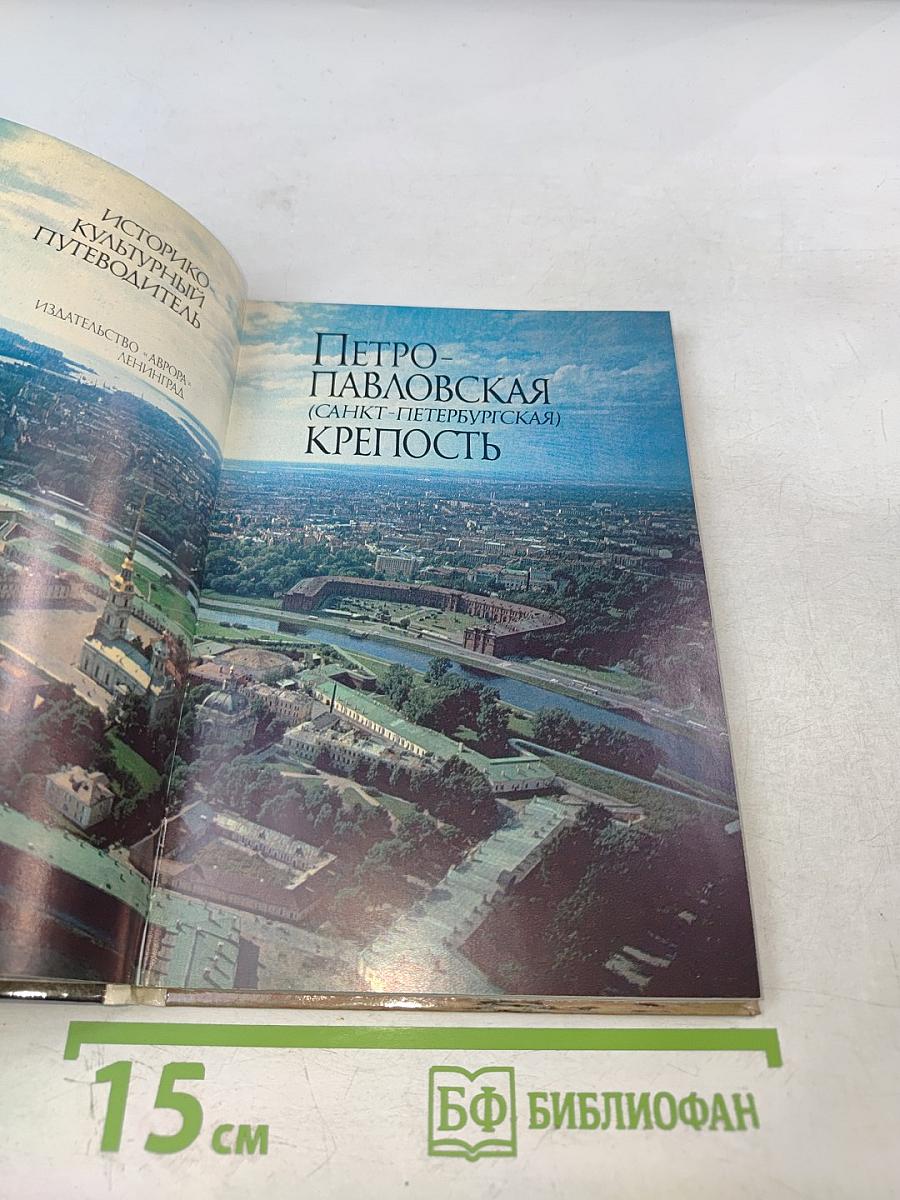 ИСТОРИКО-
КУЛЬТУРНЫЙ
ПУТЕВОДИТЕЛЬ
ИЗДАТЕЛЬСТВО «АВРОРА»
ЛЕНИНГРАД
ПЕТРО-
ПАВЛОВСКАЯ
(САНКТ-ПЕТЕРБУРГСКАЯ)
КРЕПОСТЬ
15 см
БФ БИБЛИОФАН